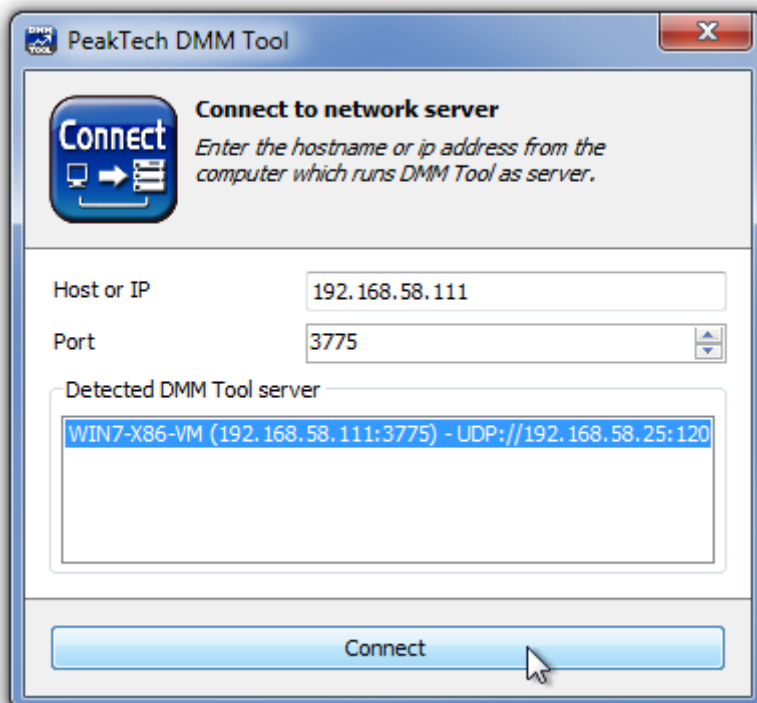 DMM
TOOL
PeakTech DMM Tool
Connect
Connect to network server
Enter the hostname or ip address from the
computer which runs DMM Tool as server.
Host or IP
192.168.58.111
Port
3775
Detected DMM Tool server
WIN7-X86-VM (192.168.58.111:3775) - UDP://192.168.58.25:120
Connect